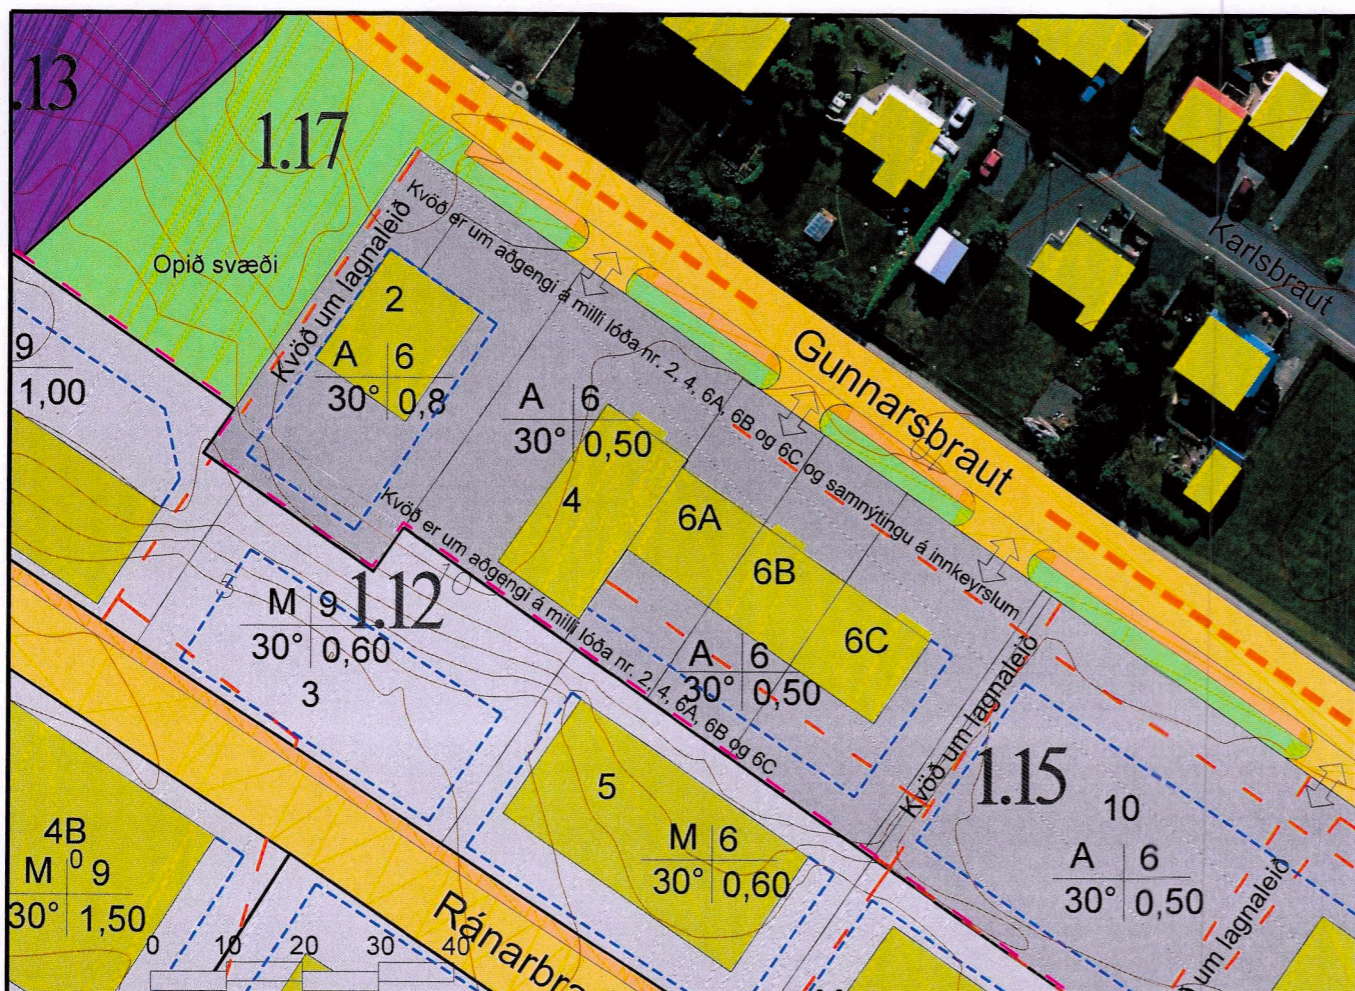 .13
1.17
Opið svæði
Kvöð um lagnaleið
Kvöð er um aðgengi á milli lóða nr. 2, 4, 6A, 6B og 6C og samnýtingu á innkeyrslum
Gunnarsbraut
Karlsbraut
2
A 6
30° 0,8
9
1,00
A 6
30° 0,50
4
6A
6B
6C
Kvöð er um aðgengi á milli lóða nr. 2, 4, 6A, 6B og 6C
10
5
M 9
30° 0,60
3
1.12
A 6
30° 0,50
Kvöð um lagnaleið
1.15
10
A 6
30° 0,50
5
M 6
30° 0,60
4B
M 0 9
30° 1,50
um lagnaleið
Ránarbra
0 10 20 30 40